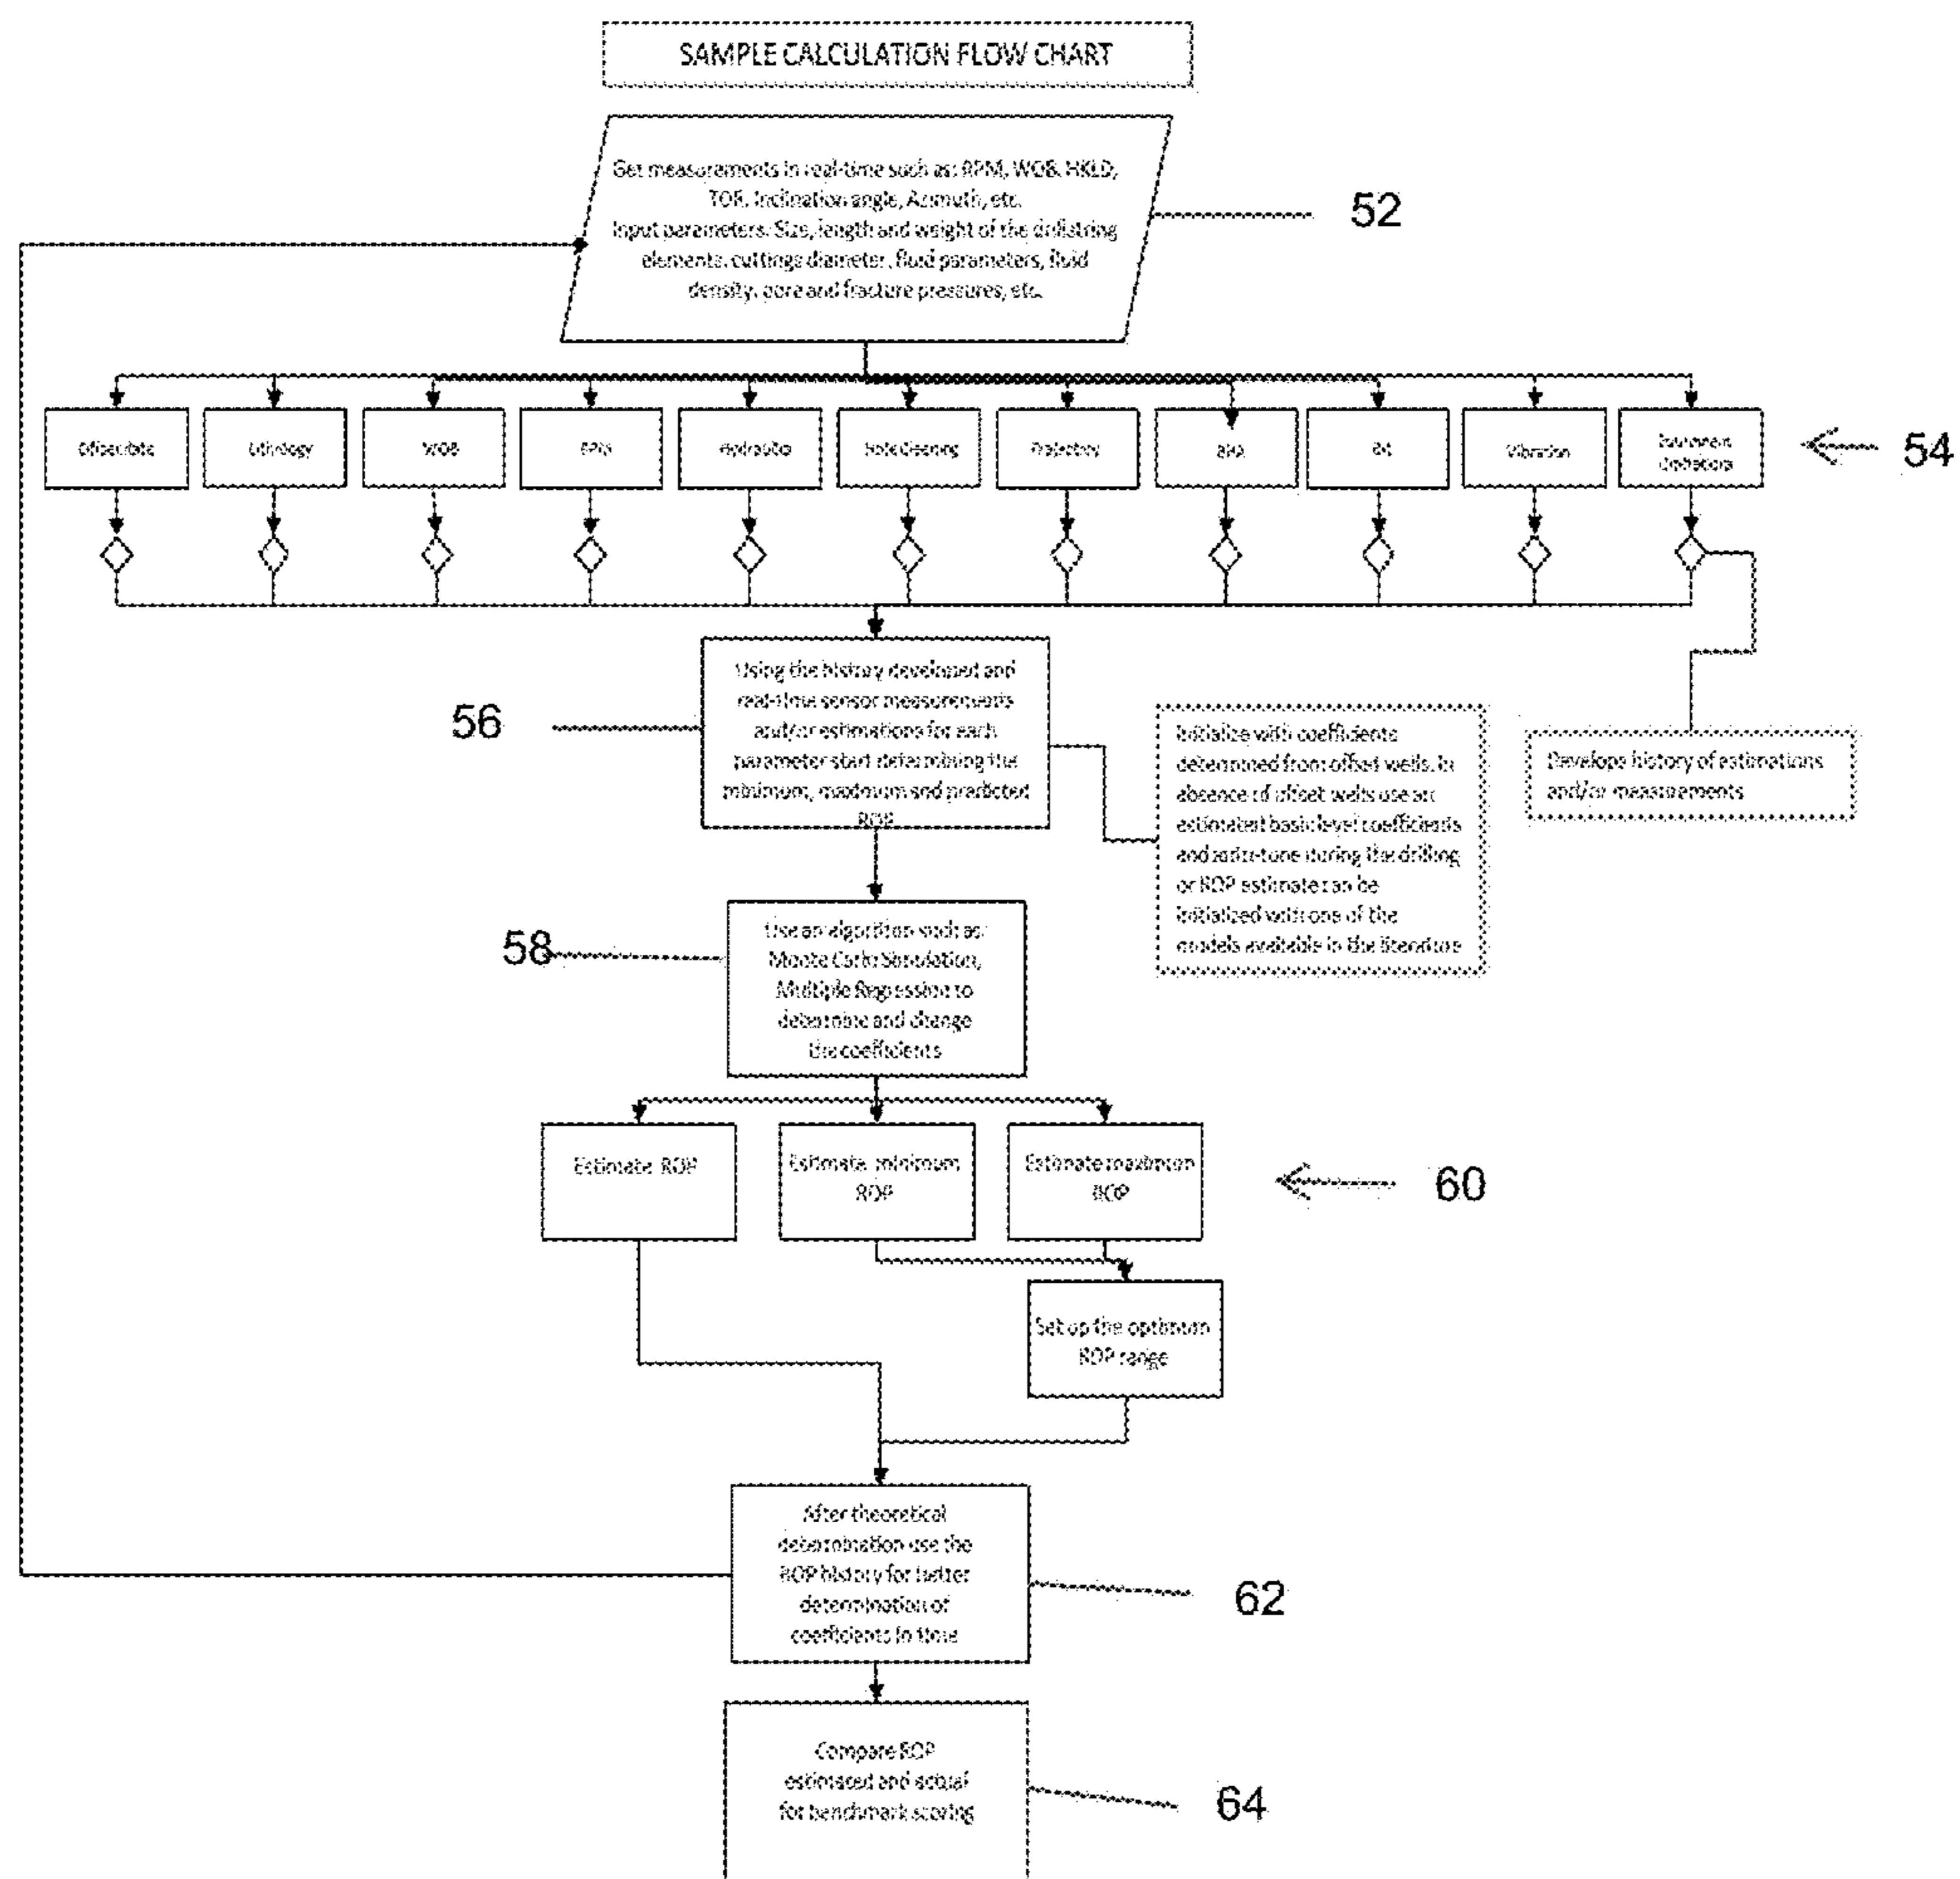 SAMPLE CALCULATION FLOW CHART
Get measurements in real-time such as: RPM, WOB, HKLD,
TOR, Inclination angle, Azimuth, etc.
Input parameters: Size, length and weight of the drillstring
elements, cuttings diameter, fluid parameters, fluid
density, pore and fracture pressures, etc.
52
Lithology
WOB
RPM
Hydraulics
Hole Cleaning
Trajectory
BHA
Bit
Vibration
54
Using the history developed and
real-time sensor measurements
and/or estimations for each
parameter start determining the
minimum, maximum and predicted
ROP
56
Initialize with coefficients
determined from offset wells. In
absence of offset wells use an
estimated basic level coefficients
and auto-tune during the drilling
or ROP estimate can be
initialized with one of the
models available in the literature
Develops history of estimations
and/or measurements
58
Use an algorithm such as:
Monte Carlo Simulation,
Multiple Regression to
determine and change
the coefficients
Estimate ROP
Estimate minimum
ROP
Estimate maximum
ROP
60
Set up the optimum
ROP range
After theoretical
determination use the
ROP history for better
determination of
coefficients in time
62
Compare ROP
estimated and actual
for benchmark scoring
64